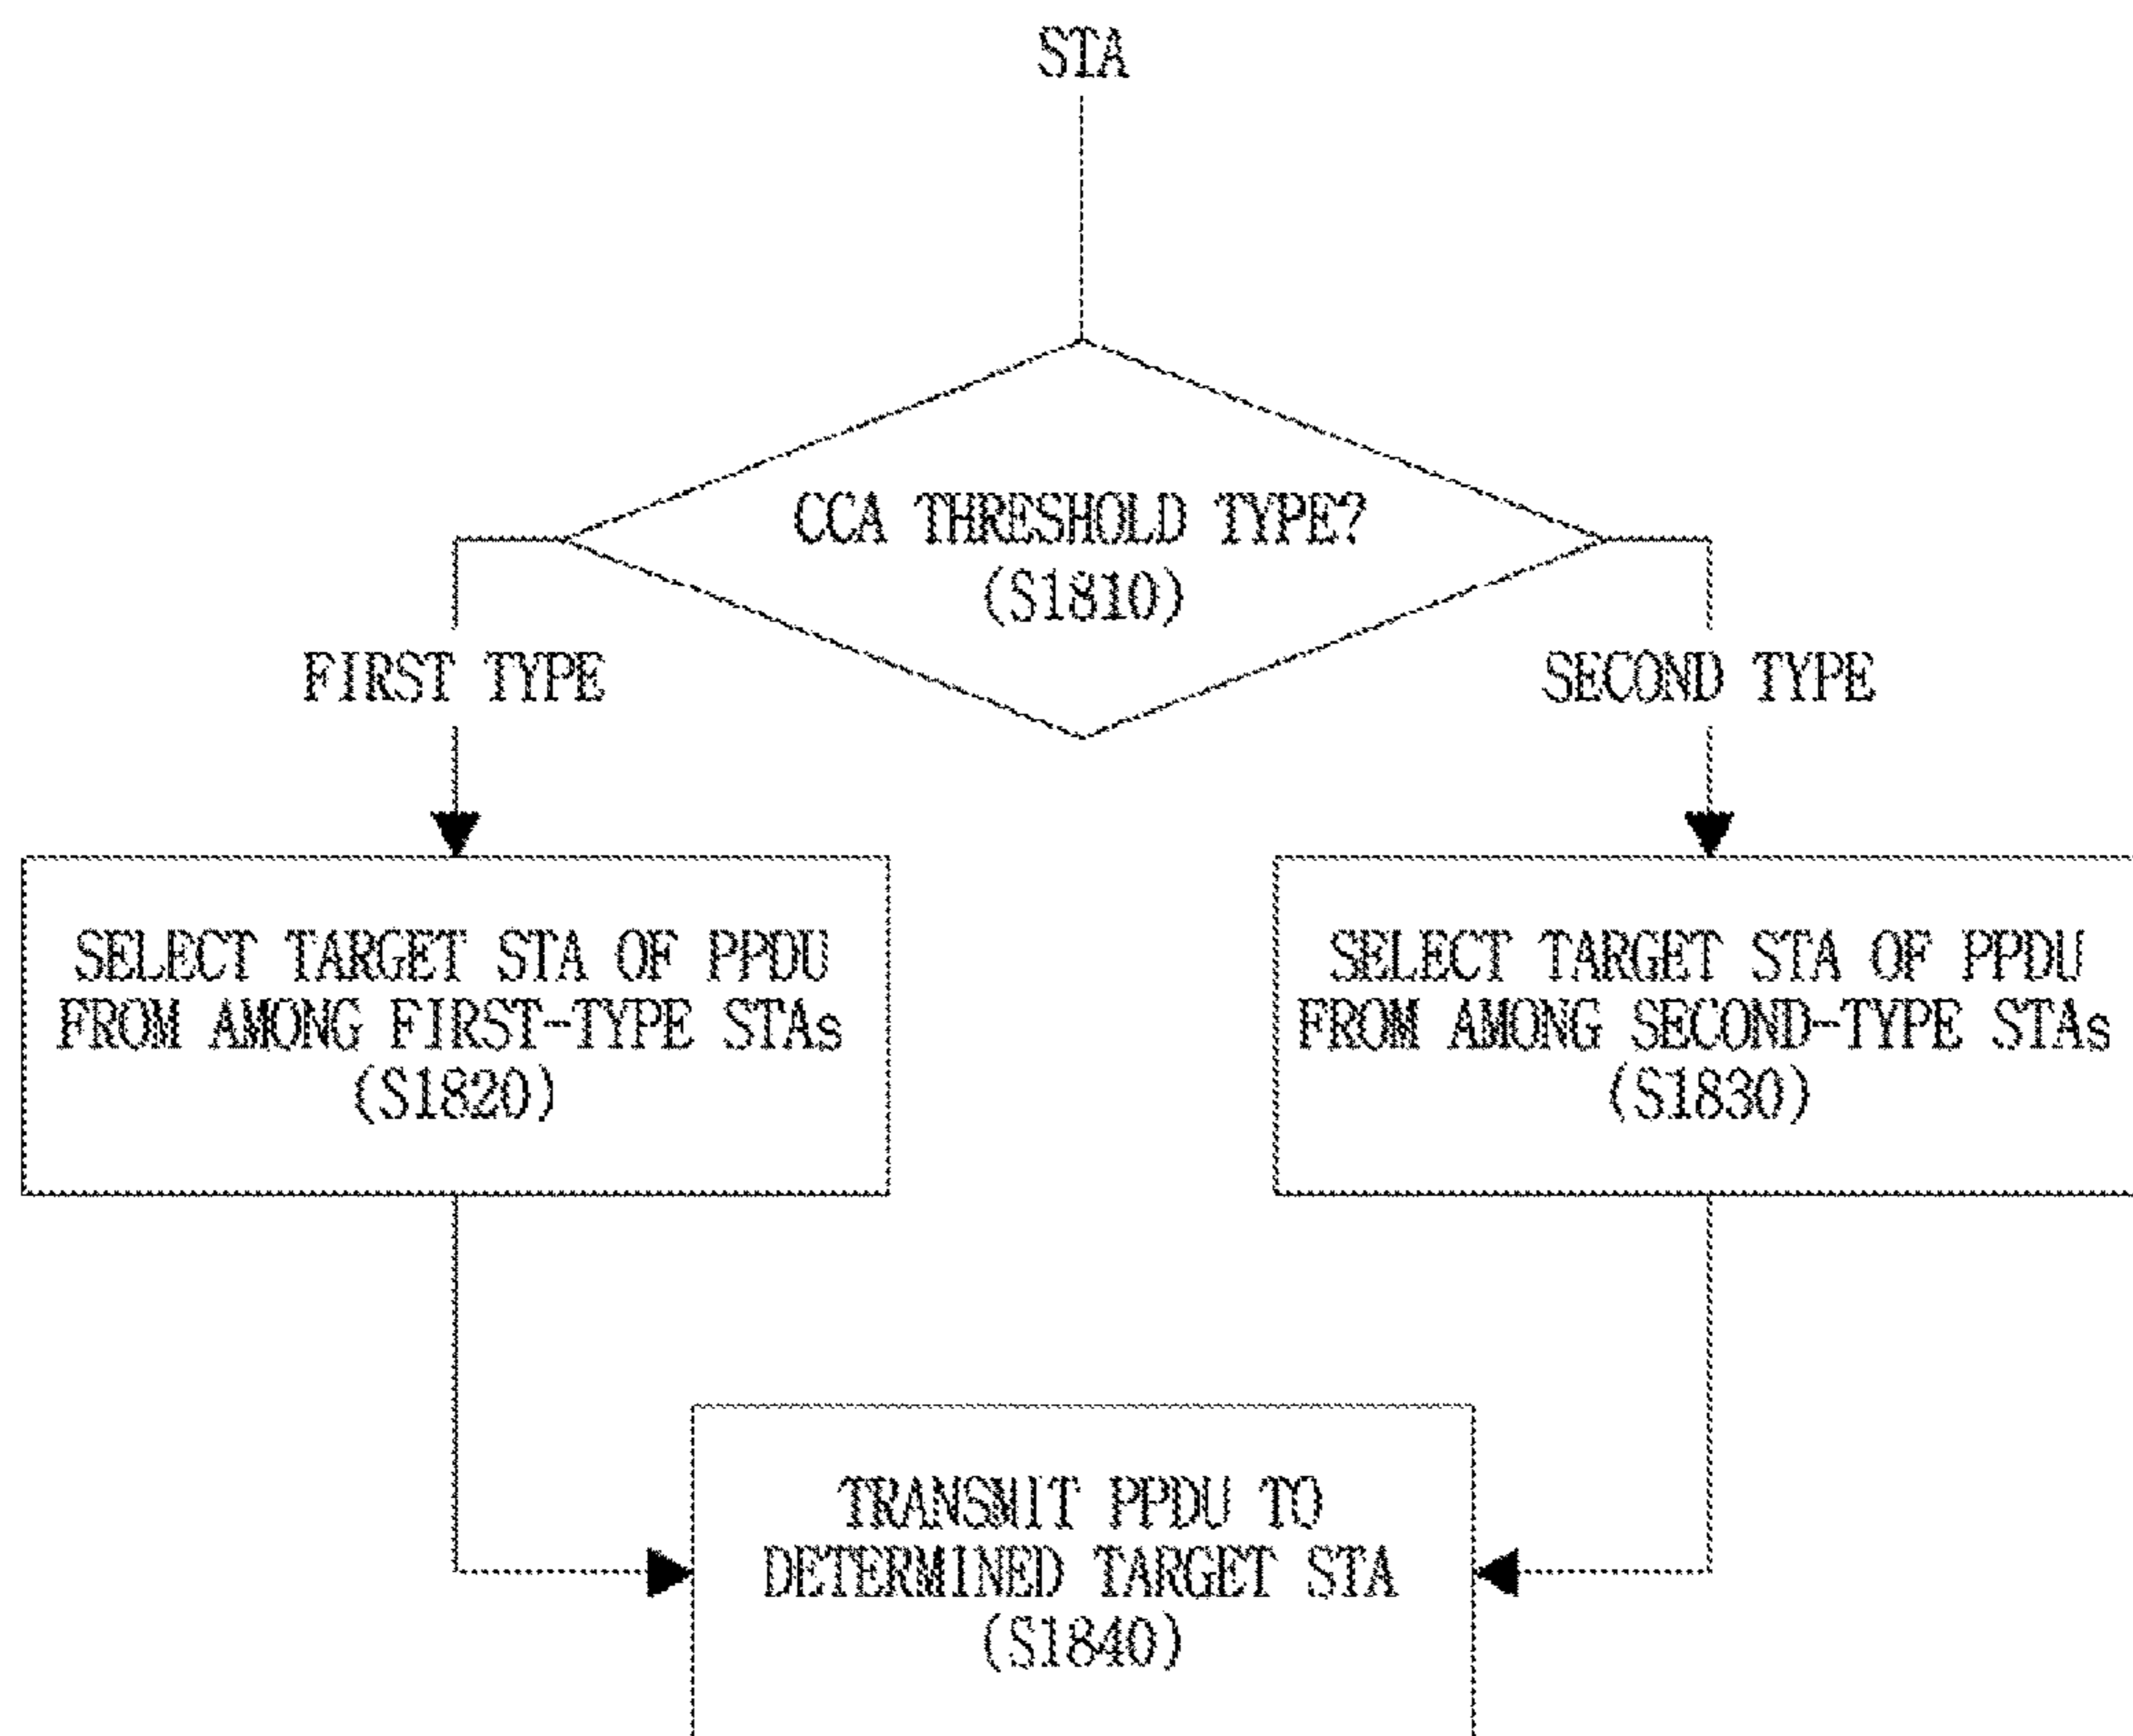 STA
CCA THRESHOLD TYPE?
(S1810)
FIRST TYPE
SECOND TYPE
SELECT TARGET STA OF PPDU
FROM AMONG FIRST-TYPE STAs
(S1820)
SELECT TARGET STA OF PPDU
FROM AMONG SECOND-TYPE STAs
(S1830)
TRANSMIT PPDU TO
DETERMINED TARGET STA
(S1840)